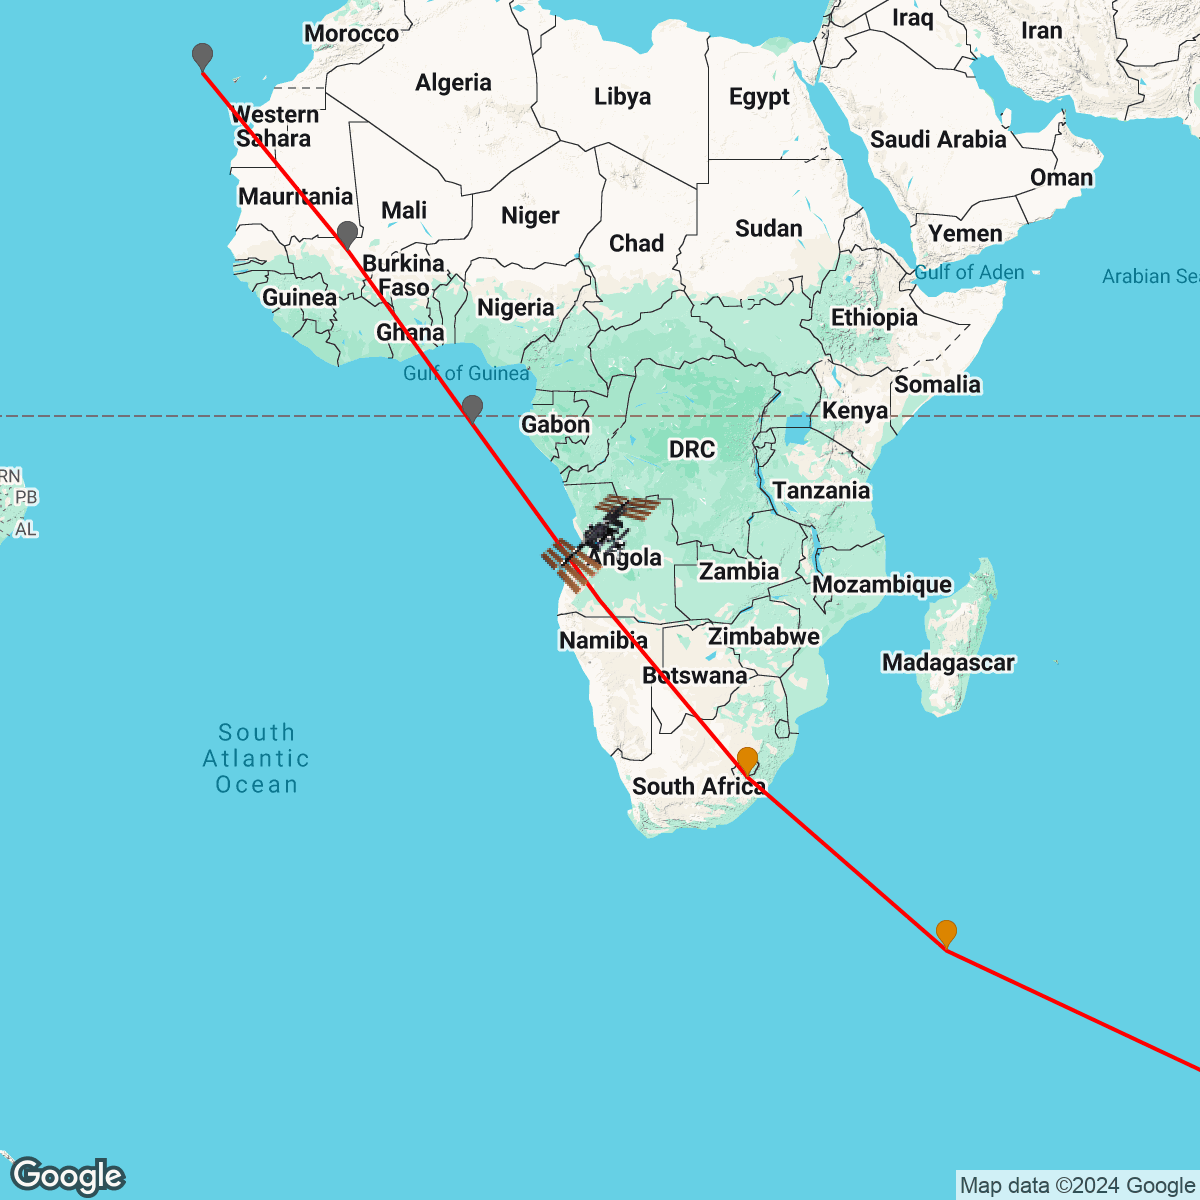 Iraq
Iran
Morocco
Algeria
Libya
Egypt
Western
Sahara
Saudi Arabia
Oman
Mauritania
Mali
Niger
Chad
Sudan
Yemen
Burkina
Faso
Gulf of Aden
Arabian Sea
Guinea
Nigeria
Ethiopia
Ghana
Gulf of Guinea
Somalia
Gabon
Kenya
DRC
RN
PB
AL
Tanzania
Angola
Zambia
Mozambique
Namibia
Zimbabwe
Botswana
Madagascar
South
Atlantic
Ocean
South Africa
Google
Map data ©2024 Google